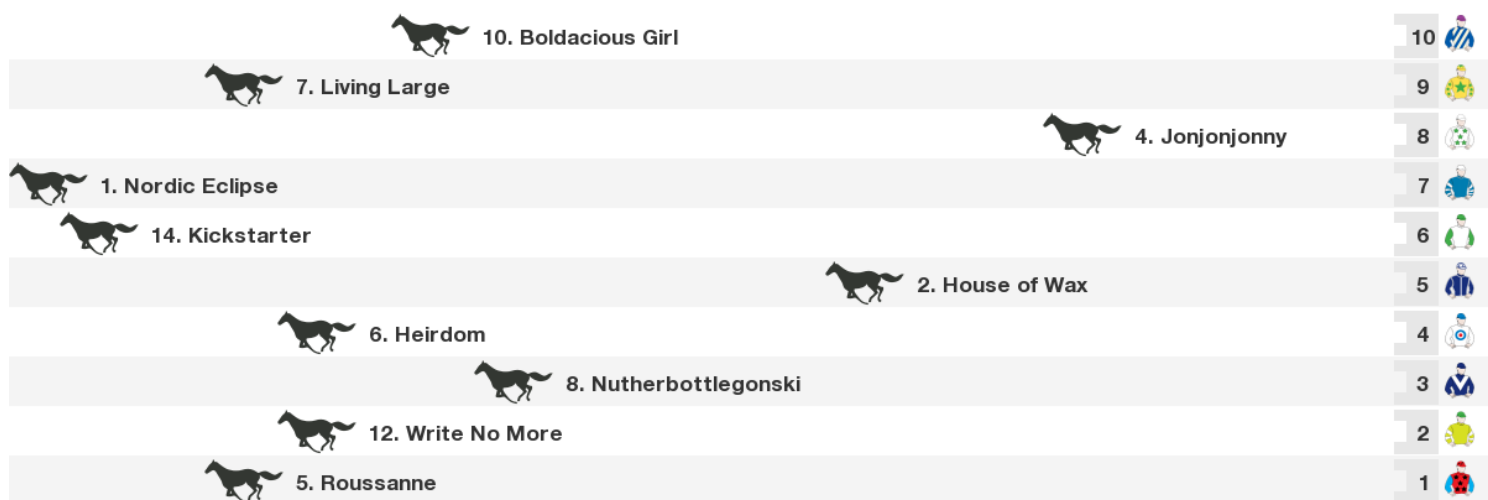 10. Boldacious Girl 10
7. Living Large 9
4. Jonjonjonny 8
1. Nordic Eclipse 7
14. Kickstarter 6
2. House of Wax 5
6. Heirdom 4
8. Nutherbottlegonski 3
12. Write No More 2
5. Roussanne 1